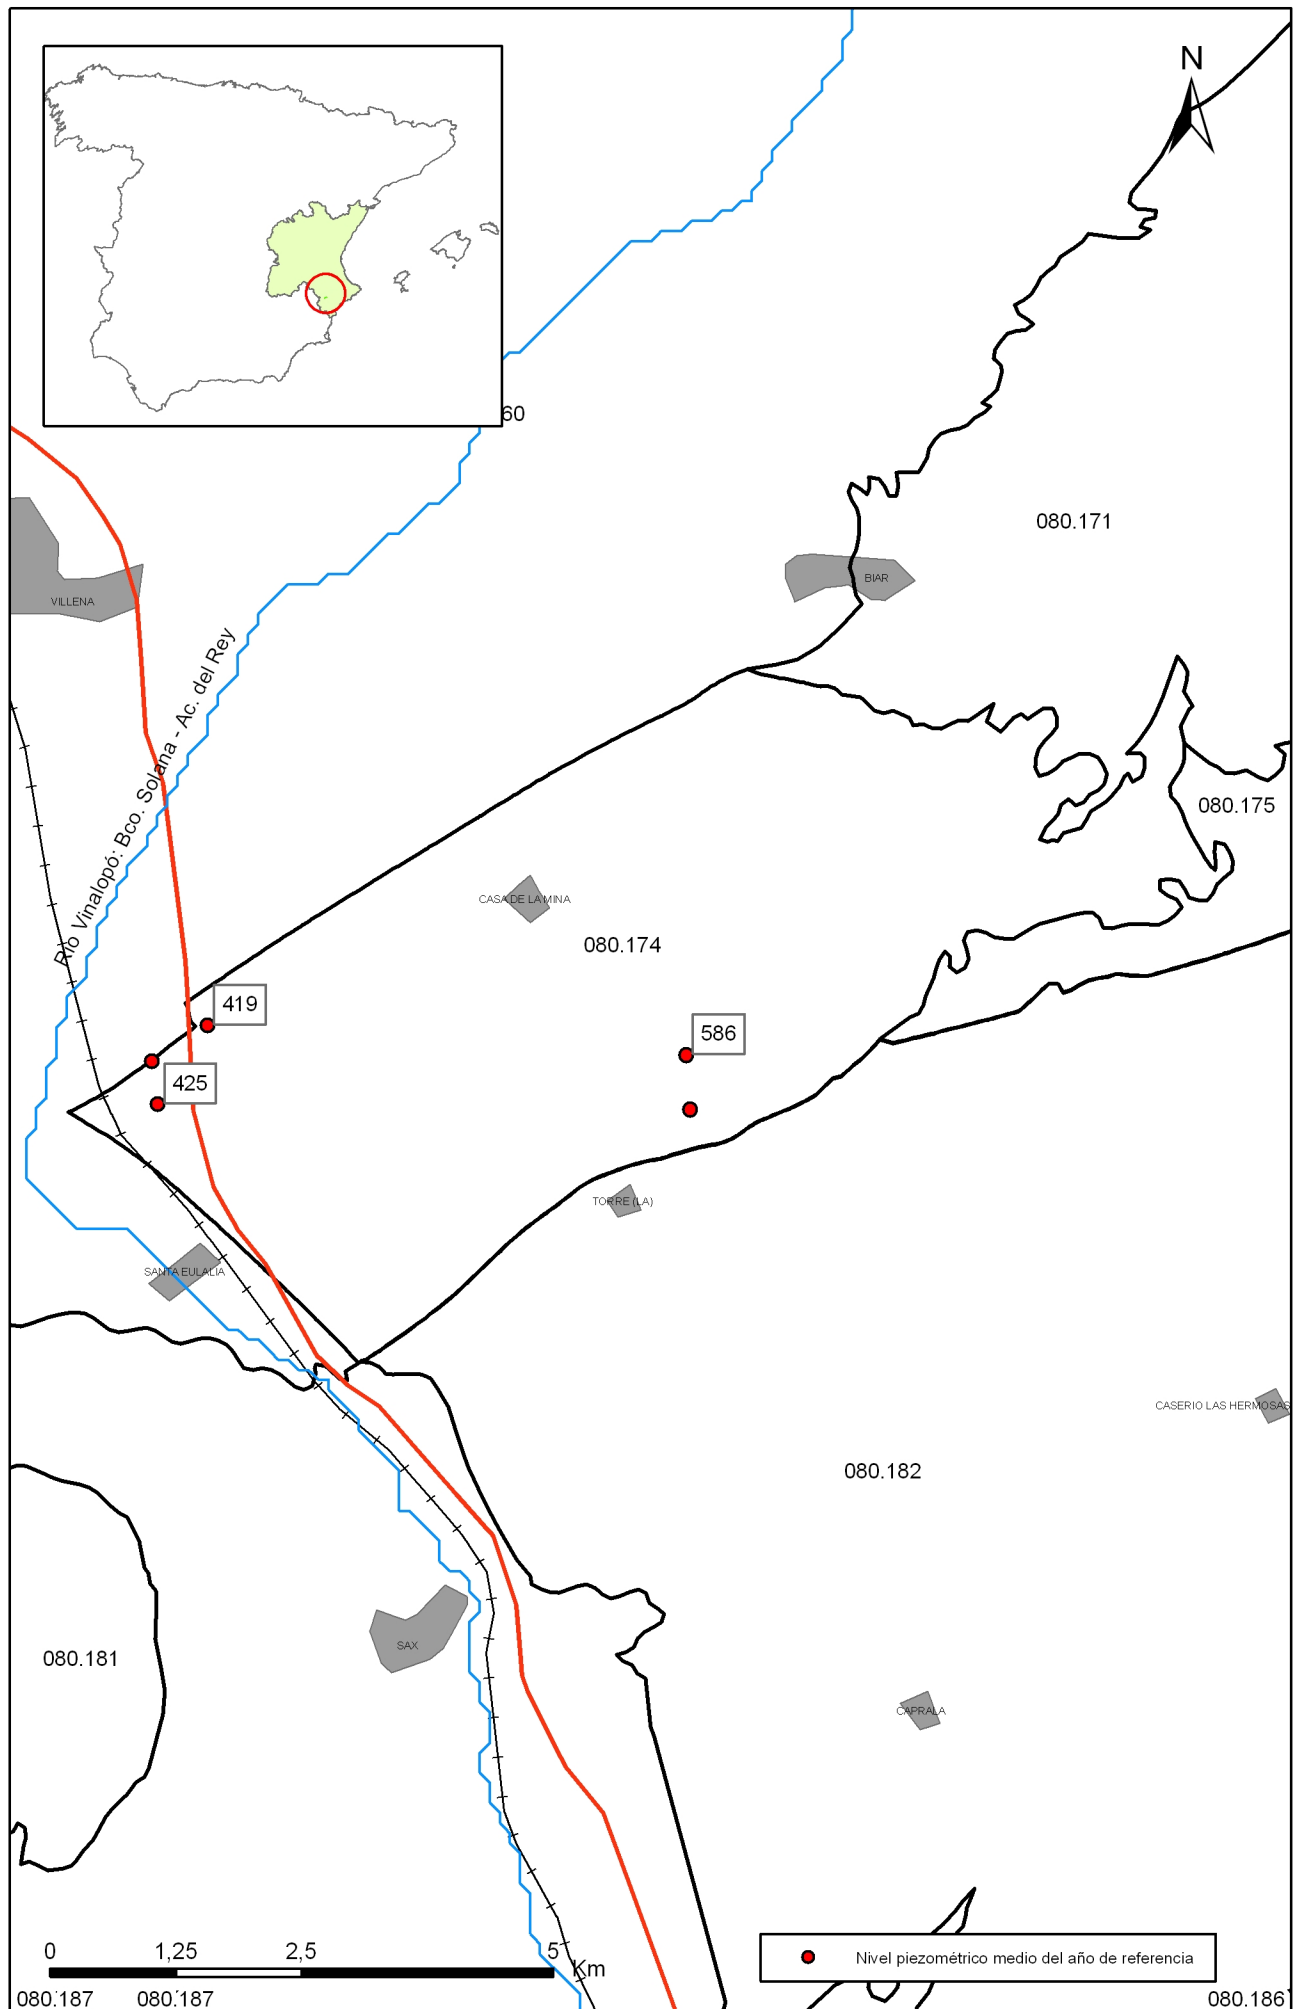 N
60
080.171
BIAR
VILLENA
Río Vinalopó: Bco. Solana - Ac. del Rey
080.175
CASA DE LA MINA
080.174
419
586
425
TORRE (LA)
SANTA EULALIA
CASERIO LAS HERMOSAS
080.182
SAX
080.181
CAPRALA
0 1,25 2,5 5
Km
Nivel piezométrico medio del año de referencia
080.187 080.187 080.186